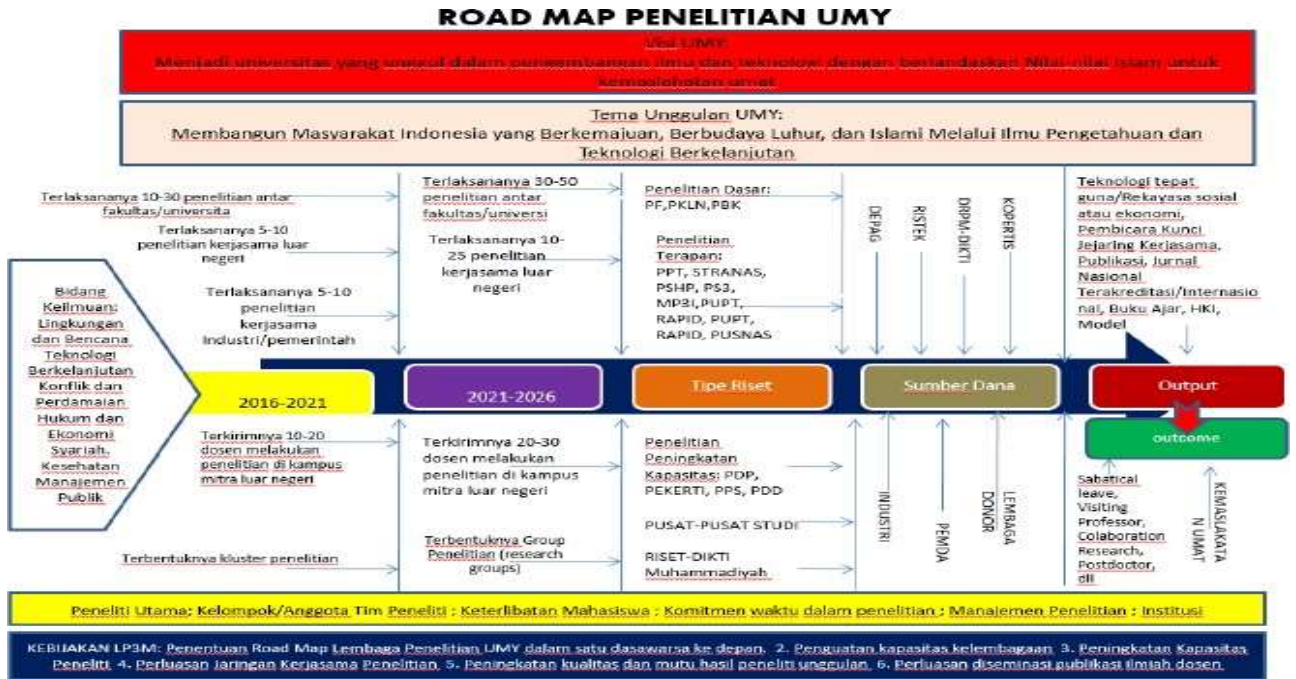 ROAD MAP PENELITIAN UMY
Visi UMY:
Menjadi universitas yang unggul dalam pengembangan ilmu dan teknologi dengan berlandaskan Nilai-nilai Islam untuk
kemaslahatan umat
Tema Unggulan UMY:
Membangun Masyarakat Indonesia yang Berkemajuan, Berbudaya Luhur, dan Islami Melalui Ilmu Pengetahuan dan
Teknologi Berkelanjutan
Terlaksananya 10-30 penelitian antar
fakultas/universita
Terlaksananya 5-10
penelitian kerjasama luar
negeri
Terlaksananya 5-10
penelitian
kerjasama
Industri/pemerintah
Terlaksananya 30-50
penelitian antar
fakultas/universi
Terlaksananya 10-
25 penelitian
kerjasama luar
negeri
Penelitian Dasar:
PF,PKLN,PBK
Penelitian
Terapan:
PPT, STRANAS,
PSHP, PS3,
MP3I,PUPT,
RAPID, PUPT,
RAPID, PUSNAS
DEPAG
RISTEK
DRPM-DIKTI
KOPERTIS
Teknologi tepat
guna/Rekayasa sosial
atau ekonomi,
Pembicara Kunci
Jejaring Kerjasama,
Publikasi, Jurnal
Nasional
Terakreditasi/Internasio
nal, Buku Ajar, HKI,
Model
Bidang
Keilmuan:
Lingkungan
dan Bencana
Teknologi
Berkelanjutan
Konflik dan
Perdamaian
Hukum dan
Ekonomi
Syariah.
Kesehatan
Manajemen
Publik
2016-2021
2021-2026
Tipe Riset
Sumber Dana
Output
outcome
Terkirimnya 10-20
dosen melakukan
penelitian di kampus
mitra luar negeri
Terbentuknya kluster penelitian
Terkirimnya 20-30
dosen melakukan
penelitian di kampus
mitra luar negeri
Terbentuknya Group
Penelitian (research
groups)
Penelitian
Peningkatan
Kapasitas: PDP,
PEKERTI, PPS, PDD
PUSAT-PUSAT STUDI
RISET-DIKTI
Muhammadiyah
INDUSTRI
PEMDA
LEMBAGA
DONOR
Sabatical
leave,
Visiting
Professor,
Colaboration
Research,
Postdoctor,
dll
KEMASLAKATA
N UMAT
Peneliti Utama; Kelompok/Anggota Tim Peneliti ; Keterlibatan Mahasiswa ; Komitmen waktu dalam penelitian ; Manajemen Penelitian ; Institusi
KEBIJAKAN LP3M: Penentuan Road Map Lembaga Penelitian UMY dalam satu dasawarsa ke depan. 2. Penguatan kapasitas kelembagaan 3. Peningkatan Kapasitas
Peneliti 4. Perluasan Jaringan Kerjasama Penelitian. 5. Peningkatan kualitas dan mutu hasil peneliti unggulan 6. Perluasan diseminasi publikasi ilmiah dosen